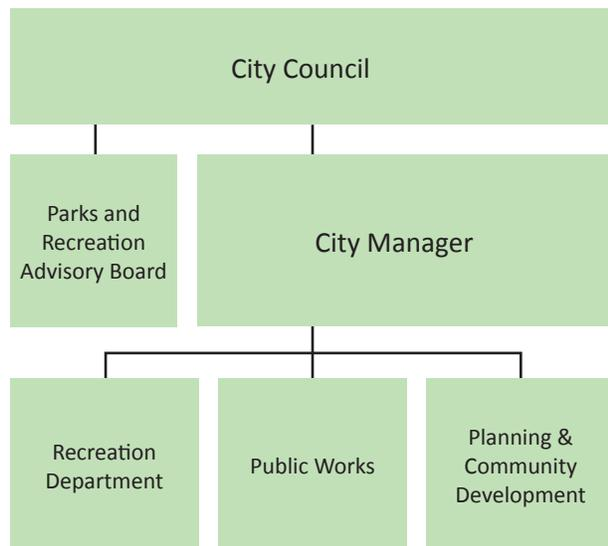 City Council
Parks and
Recreation
Advisory Board
City Manager
Recreation
Department
Public Works
Planning &
Community
Development